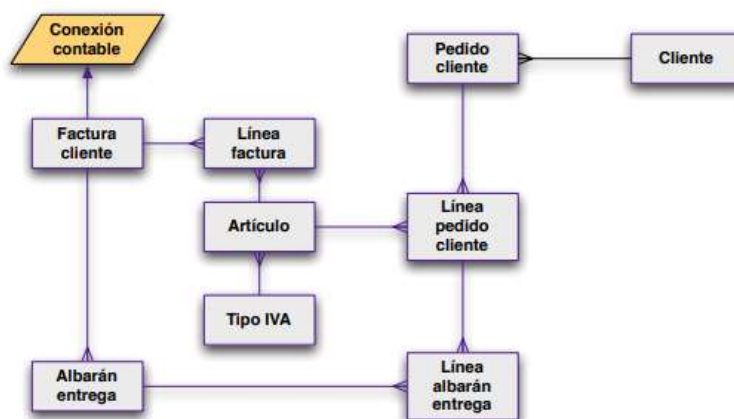 Conexión
contable
Pedido
cliente
Cliente
Factura
cliente
Línea
factura
Artículo
Línea
pedido
cliente
Tipo IVA
Albarán
entrega
Línea
albarán
entrega